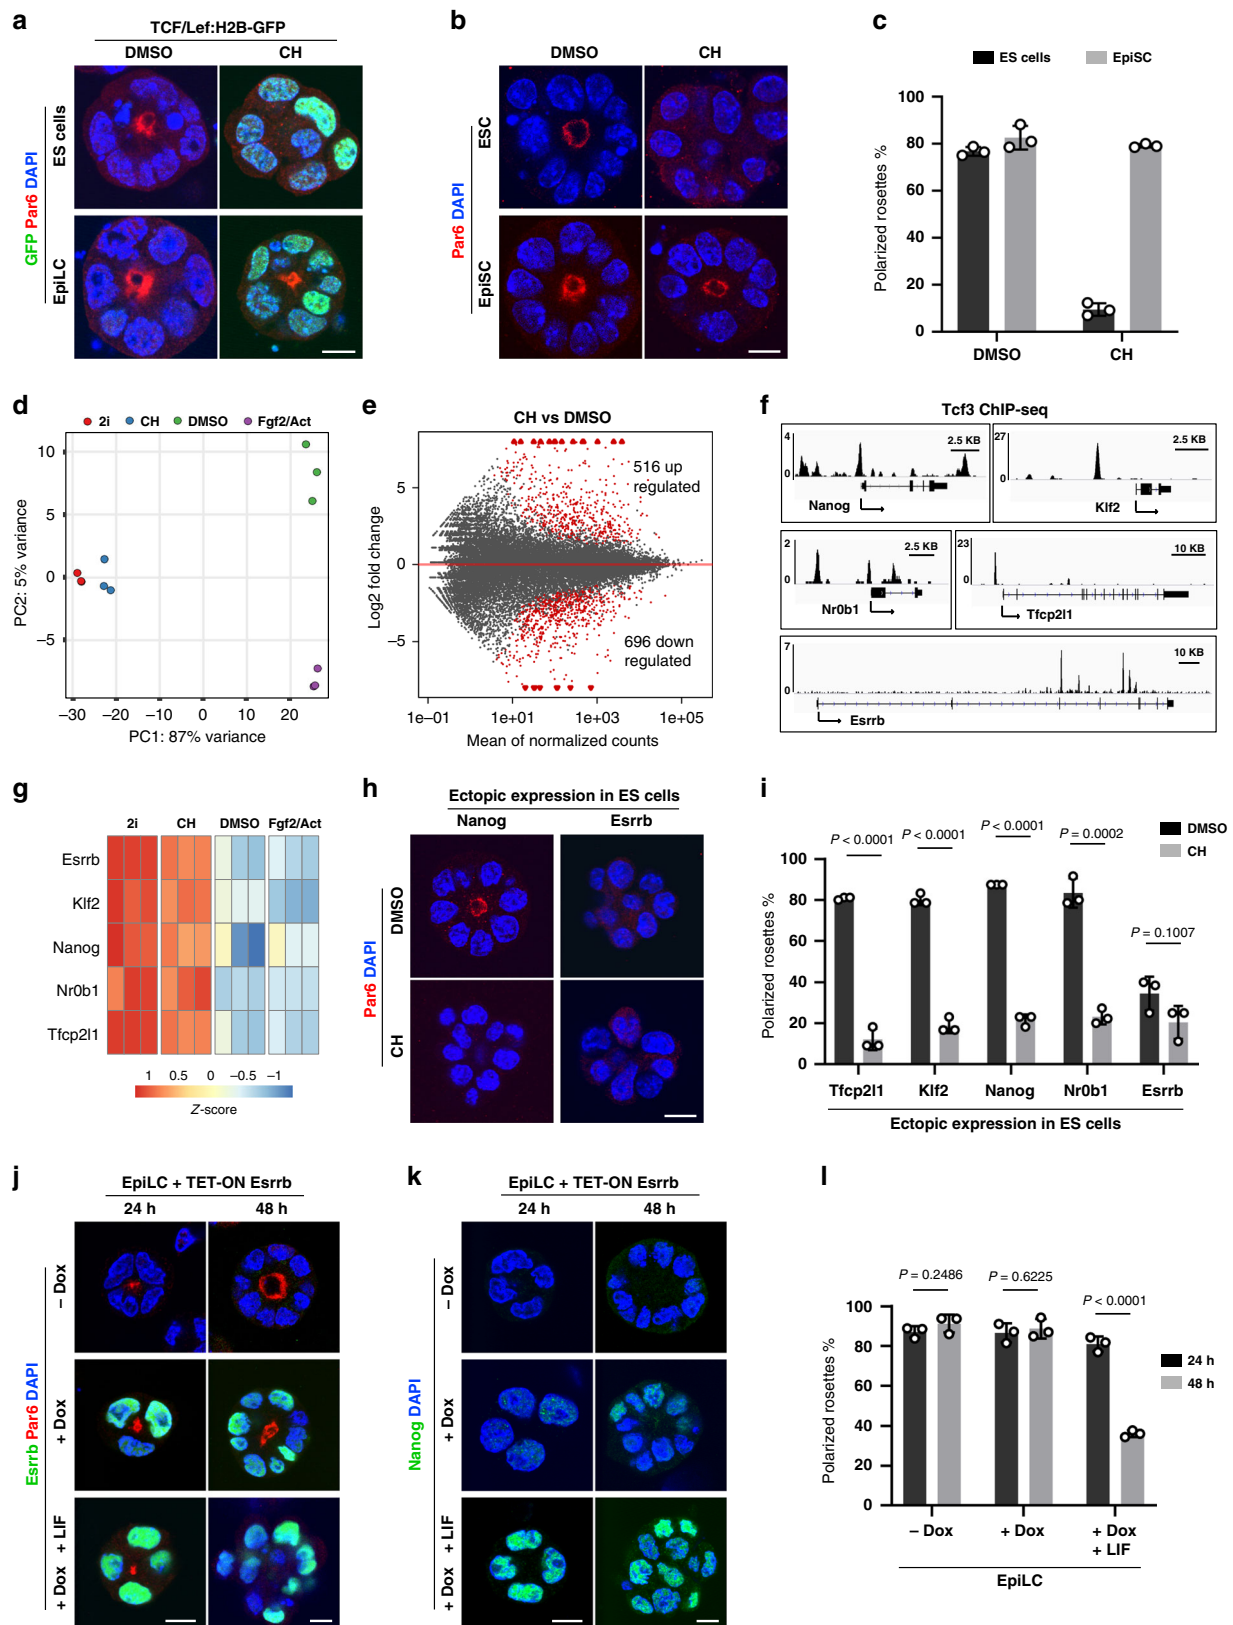 a
TCF/Lef:H2B-GFP
DMSO CH
GFP Par6 DAPI
ES cells
EpiLC
b
DMSO CH
Par6 DAPI
ESC
EpiSC
c
ES cells EpiSC
Polarized rosettes %
100
80
60
40
20
0
DMSO CH
d
2i CH DMSO Fgf2/Act
PC2: 5% variance
10
5
0
−5
−30 −20 −10 0 10 20
PC1: 87% variance
e
CH vs DMSO
Log2 fold change
5
0
−5
516 up
regulated
696 down
regulated
1e−01 1e+01 1e+03 1e+05
Mean of normalized counts
f
Tcf3 ChIP-seq
4
0
2.5 KB
Nanog
27
0
2.5 KB
Klf2
2
0
2.5 KB
Nr0b1
23
0
10 KB
Tfcp2l1
7
0
10 KB
Esrrb
g
2i CH DMSO Fgf2/Act
Esrrb
Klf2
Nanog
Nr0b1
Tfcp2l1
1 0.5 0 −0.5 −1
Z-score
h
Ectopic expression in ES cells
Nanog Esrrb
Par6 DAPI
DMSO
CH
i
DMSO
CH
P < 0.0001 P < 0.0001 P < 0.0001 P = 0.0002 P = 0.1007
Polarized rosettes %
100
80
60
40
20
0
Tfcp2l1 Klf2 Nanog Nr0b1 Esrrb
Ectopic expression in ES cells
j
EpiLC + TET-ON Esrrb
24 h 48 h
Esrrb Par6 DAPI
− Dox
+ Dox
+ Dox + LIF
k
EpiLC + TET-ON Esrrb
24 h 48 h
Nanog DAPI
− Dox
+ Dox
+ Dox + LIF
l
P = 0.2486 P = 0.6225 P < 0.0001
24 h
48 h
Polarized rosettes %
100
80
60
40
20
0
− Dox + Dox + Dox
+ LIF
EpiLC